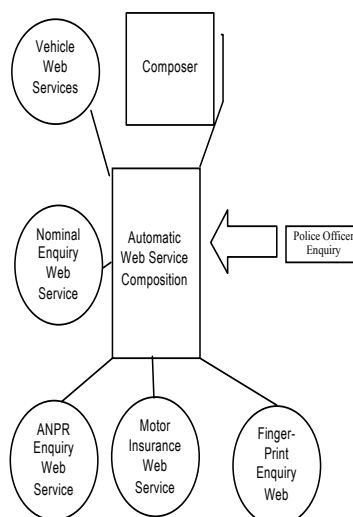 Vehicle
Web
Services
Composer
Nominal
Enquiry
Web
Service
Automatic
Web Service
Composition
Police Officer
Enquiry
ANPR
Enquiry
Web
Service
Motor
Insurance
Web
Service
Finger-
Print
Enquiry
Web